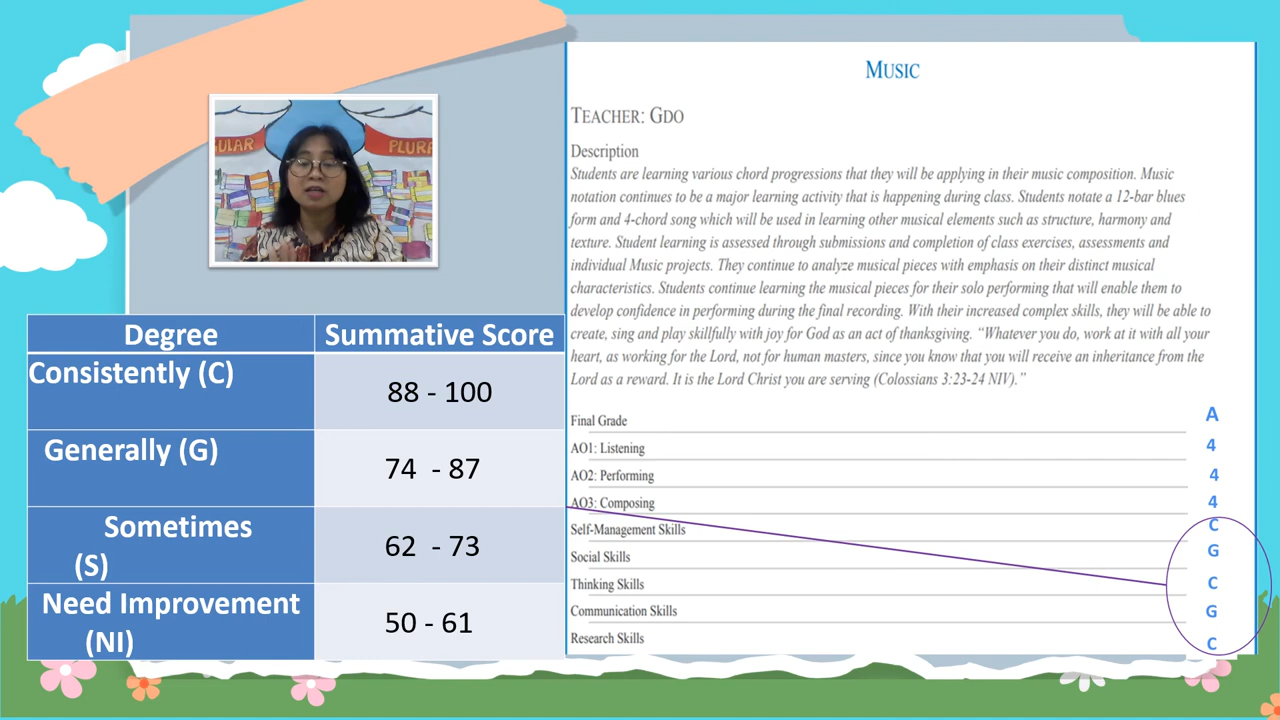 ULAR
PLURA
Degree
Summative Score
Consistently (C)
88 - 100
Generally (G)
74 - 87
Sometimes
(S)
62 - 73
Need Improvement
(NI)
50 - 61
MUSIC
TEACHER: GDO
Description
Students are learning various chord progressions that they will be applying in their music composition. Music
notation continues to be a major learning activity that is happening during class. Students notate a 12-bar blues
form and 4-chord song which will be used in learning other musical elements such as structure, harmony and
texture. Student learning is assessed through submissions and completion of class exercises, assessments and
individual Music projects. They continue to analyze musical pieces with emphasis on their distinct musical
characteristics. Students continue learning the musical pieces for their solo performing that will enable them to
develop confidence in performing during the final recording. With their increased complex skills, they will be able to
create, sing and play skillfully with joy for God as an act of thanksgiving. “Whatever you do, work at it with all your
heart, as working for the Lord, not for human masters, since you know that you will receive an inheritance from the
Lord as a reward. It is the Lord Christ you are serving (Colossians 3:23-24 NIV).”
Final Grade A
AO1: Listening 4
AO2: Performing 4
AO3: Composing 4
Self-Management Skills C
Social Skills G
Thinking Skills C
Communication Skills G
Research Skills C